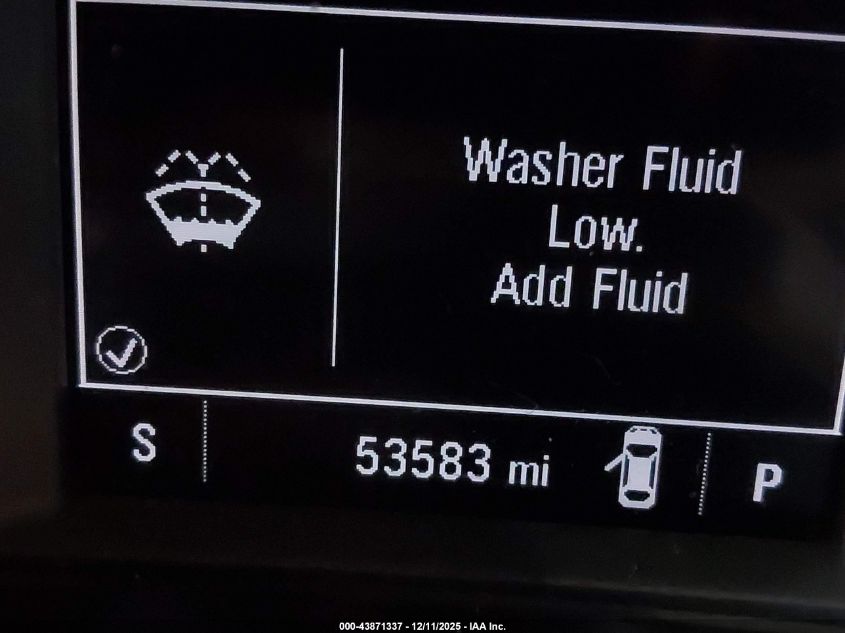 Washer Fluid
Low.
Add Fluid
S
53583 mi
P
000-43871337 - 12/11/2025 - IAA Inc.